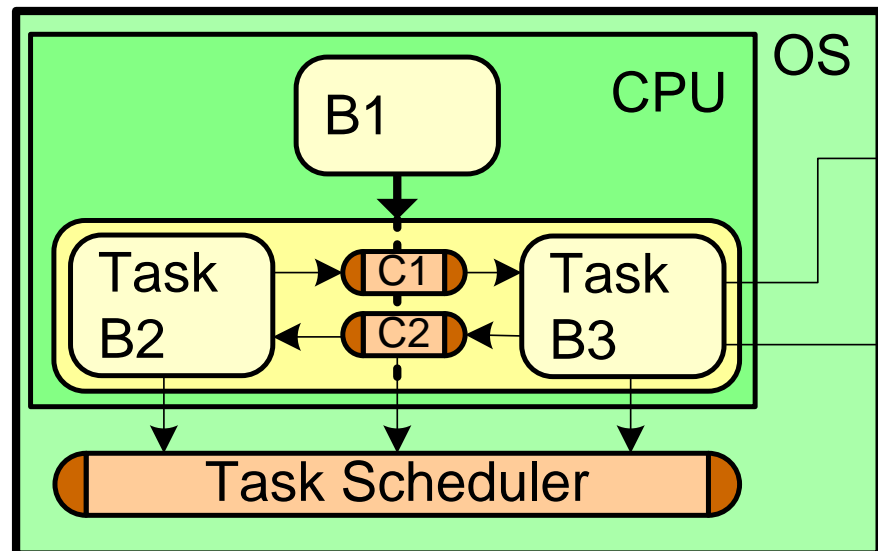 OS
CPU
B1
Task
B2
C1
C2
Task
B3
Task Scheduler